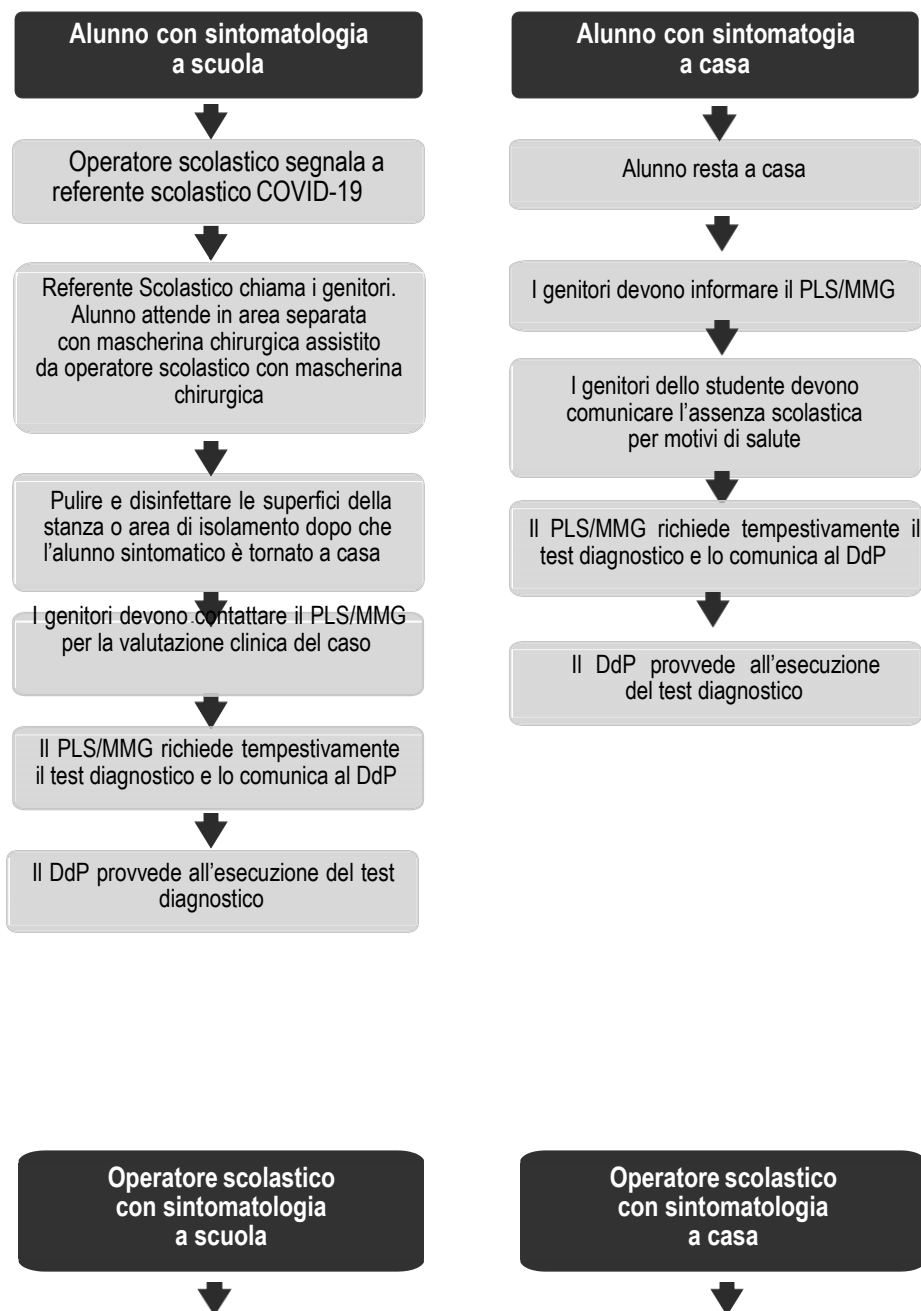 Alunno con sintomatologia
a scuola
Operatore scolastico segnala a
referente scolastico COVID-19
Referente Scolastico chiama i genitori.
Alunno attende in area separata
con mascherina chirurgica assistito
da operatore scolastico con mascherina
chirurgica
Pulire e disinfettare le superfici della
stanza o area di isolamento dopo che
l'alunno sintomatico è tornato a casa
I genitori devono contattare il PLS/MMG
per la valutazione clinica del caso
Il PLS/MMG richiede tempestivamente
il test diagnostico e lo comunica al DdP
Il DdP provvede all'esecuzione del test
diagnostico
Alunno con sintomatogia
a casa
Alunno resta a casa
I genitori devono informare il PLS/MMG
I genitori dello studente devono
comunicare l'assenza scolastica
per motivi di salute
Il PLS/MMG richiede tempestivamente il
test diagnostico e lo comunica al DdP
Il DdP provvede all'esecuzione
del test diagnostico
Operatore scolastico
con sintomatologia
a scuola
Operatore scolastico
con sintomatologia
a casa